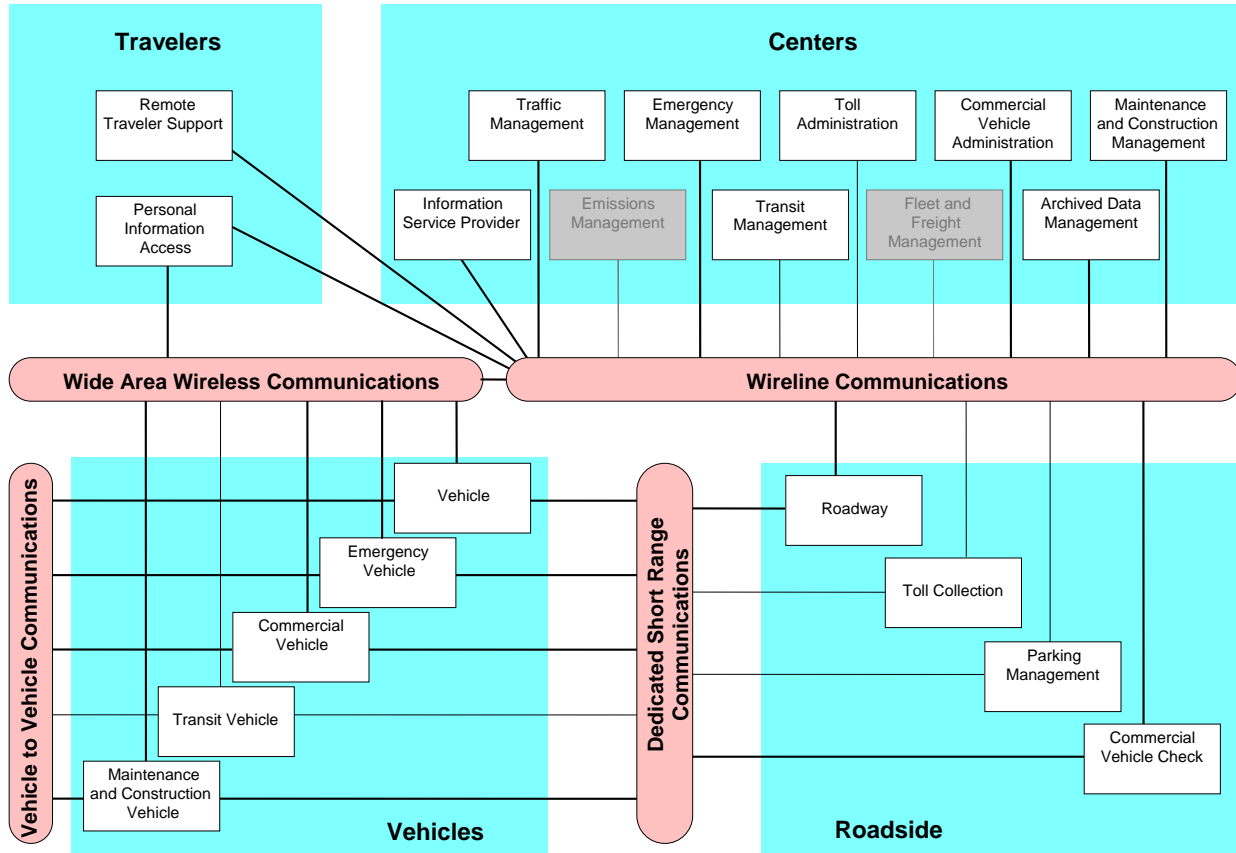 Travelers
Centers
Remote
Traveler Support
Traffic
Management
Emergency
Management
Toll
Administration
Commercial
Vehicle
Administration
Maintenance
and Construction
Management
Personal
Information
Access
Information
Service Provider
Emissions
Management
Transit
Management
Fleet and
Freight
Management
Archived Data
Management
Wide Area Wireless Communications
Wireline Communications
Vehicle to Vehicle Communications
Vehicle
Emergency
Vehicle
Commercial
Vehicle
Transit Vehicle
Maintenance
and Construction
Vehicle
Vehicles
Dedicated Short Range
Communications
Roadway
Toll Collection
Parking
Management
Commercial
Vehicle Check
Roadside